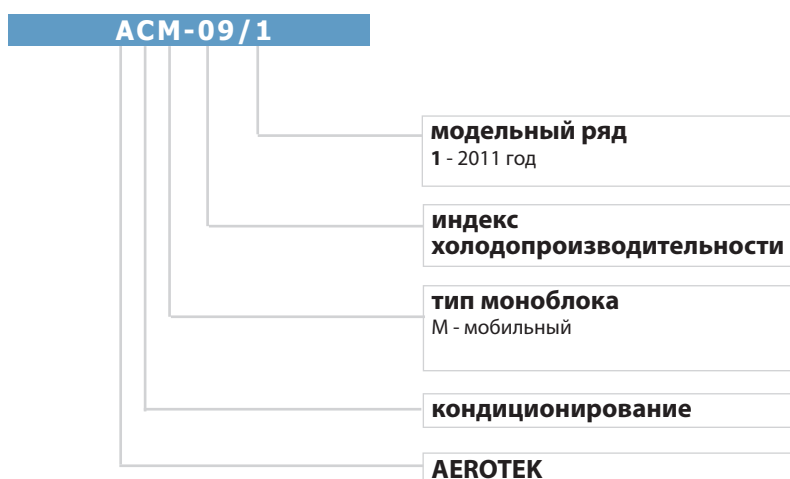 ACM-09/1
модельный ряд
1 - 2011 год
индекс
холодопроизводительности
тип моноблока
М - мобильный
кондиционирование
AEROTEK